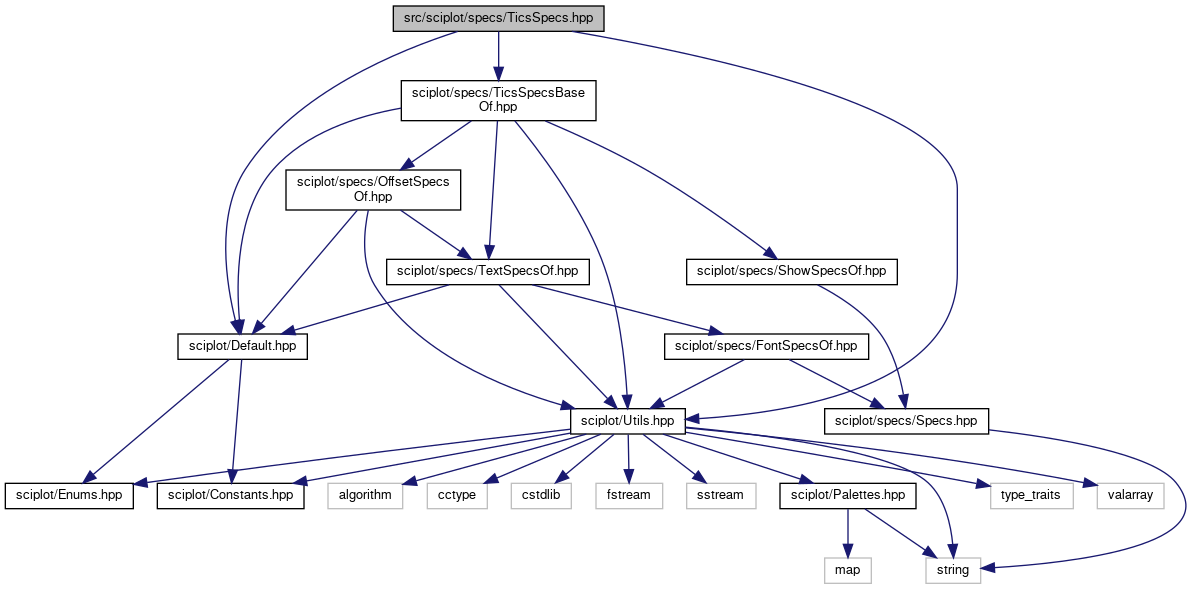 src/sciplot/specs/TicsSpecs.hpp
sciplot/specs/TicsSpecsBase
Of.hpp
sciplot/specs/OffsetSpecs
Of.hpp
sciplot/specs/TextSpecsOf.hpp
sciplot/specs/ShowSpecsOf.hpp
sciplot/Default.hpp
sciplot/specs/FontSpecsOf.hpp
sciplot/Utils.hpp
sciplot/specs/Specs.hpp
sciplot/Enums.hpp
sciplot/Constants.hpp
algorithm
cctype
cstdlib
fstream
sstream
sciplot/Palettes.hpp
type_traits
valarray
map
string